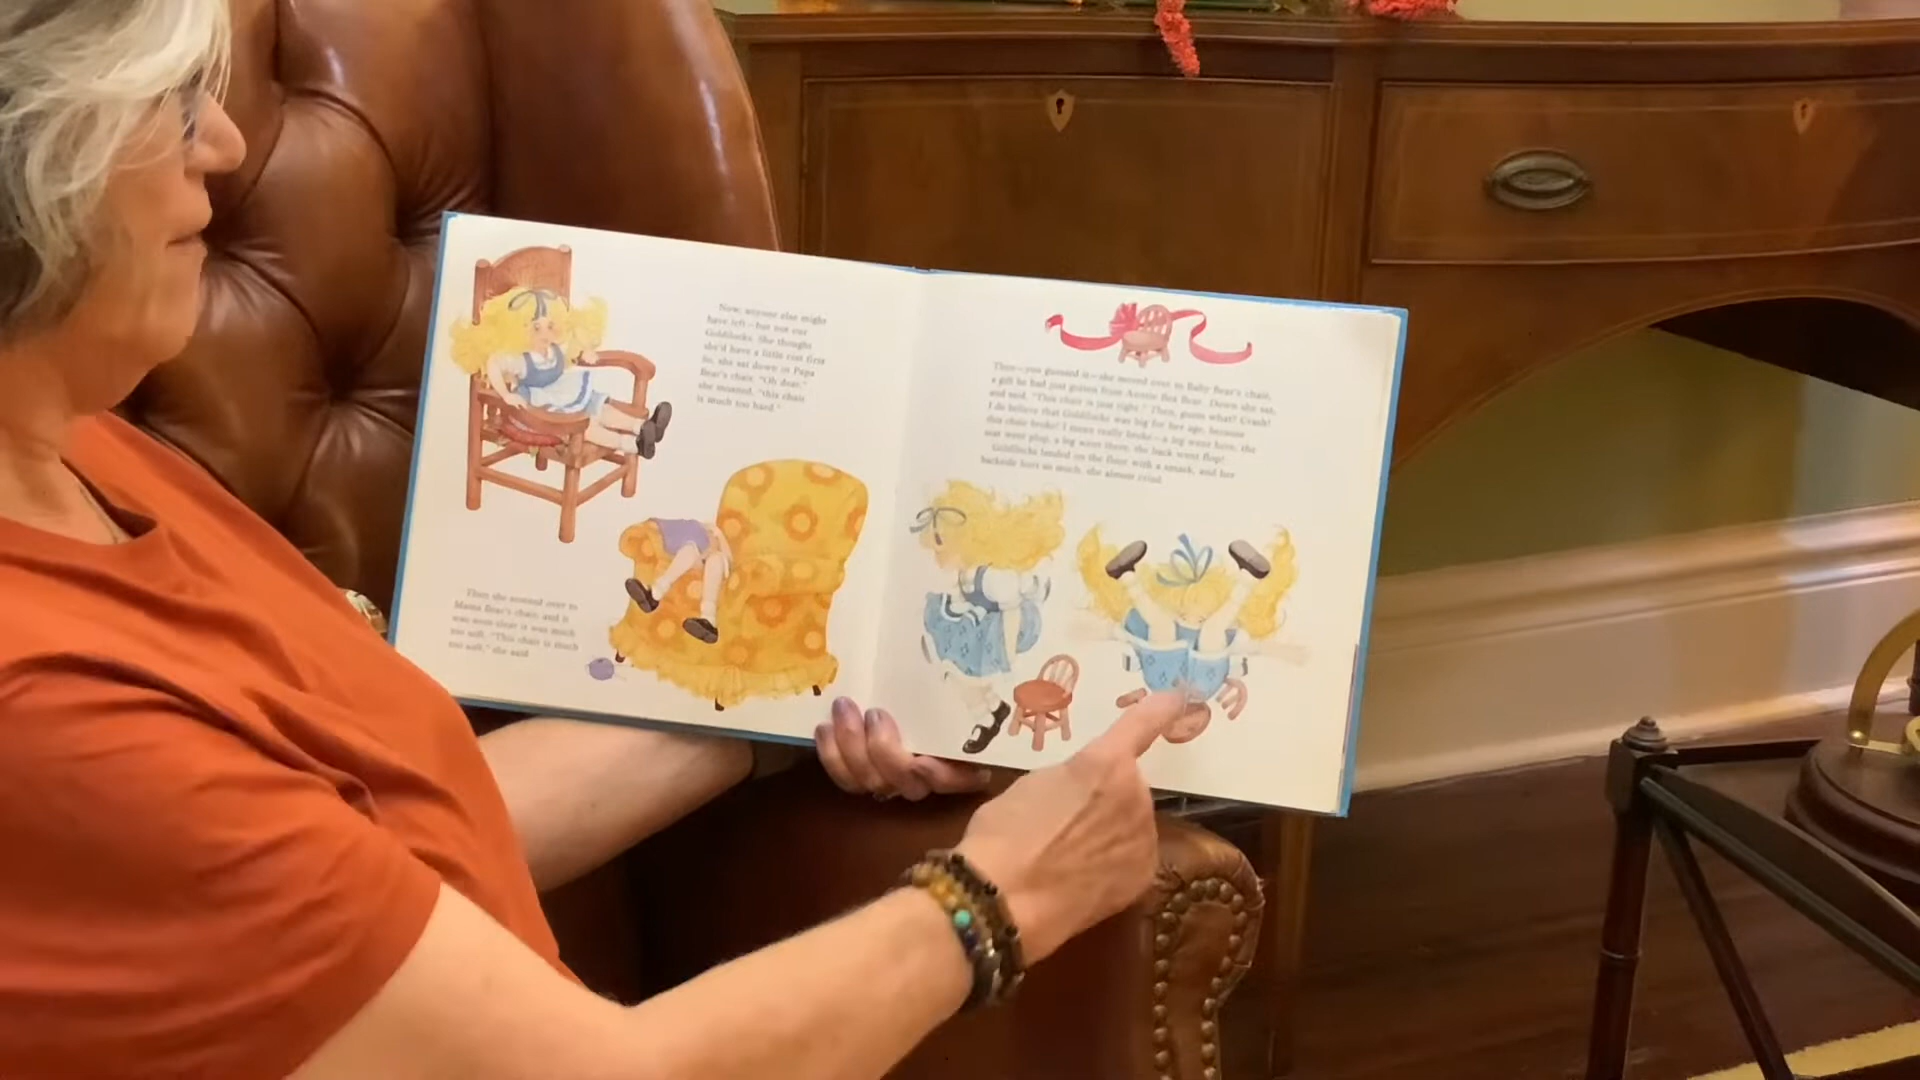 Now, anyone else might
have left—but not our
Goldilocks. She thought
she'd have a little rest first.
So, she sat down in Papa
Bear's chair. "Oh dear,"
she moaned, "this chair
is much too hard."
Then she moved over to
Mama Bear's chair, and it
was soon clear it was much
too soft. "This chair is much
too soft," she said.
Then—you guessed it—she moved over to Baby Bear's chair,
a gift he had just gotten from Auntie Bea Bear. Down she sat,
and said, "This chair is just right." Then, guess what? Crash!
I do believe that Goldilocks was big for her age, because
this chair broke! I mean really broke—a leg went here, the
seat went plop, a leg went there, the back went flop!
Goldilocks landed on the floor with a smack, and her
backside hurt so much, she almost cried.